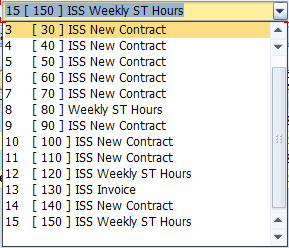 15 [ 150 ] ISS Weekly ST Hours
3 [ 30 ] ISS New Contract
4 [ 40 ] ISS New Contract
5 [ 50 ] ISS New Contract
6 [ 60 ] ISS New Contract
7 [ 70 ] ISS New Contract
8 [ 80 ] Weekly ST Hours
9 [ 90 ] ISS New Contract
10 [ 100 ] ISS New Contract
11 [ 110 ] ISS New Contract
12 [ 120 ] ISS Weekly ST Hours
13 [ 130 ] ISS Invoice
14 [ 140 ] ISS New Contract
15 [ 150 ] ISS Weekly ST Hours